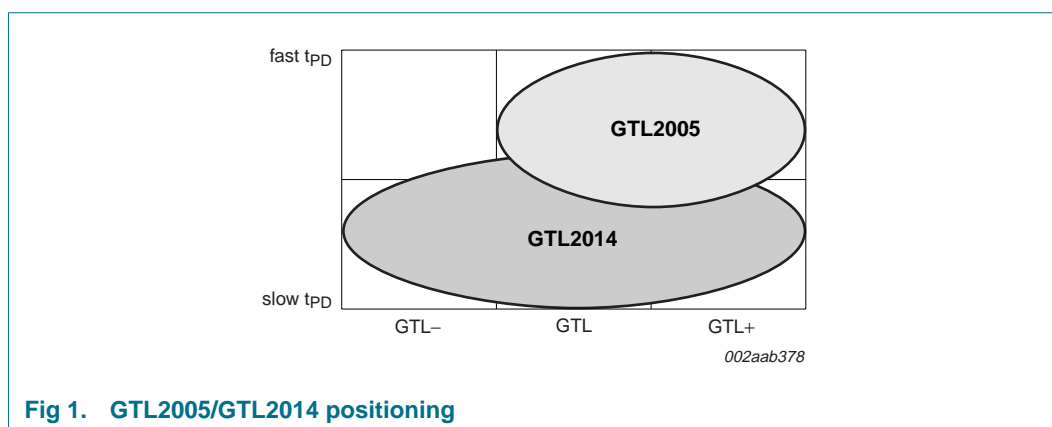 fast tPD
GTL2005
GTL2014
slow tPD
GTL− GTL GTL+
002aab378
Fig 1. GTL2005/GTL2014 positioning